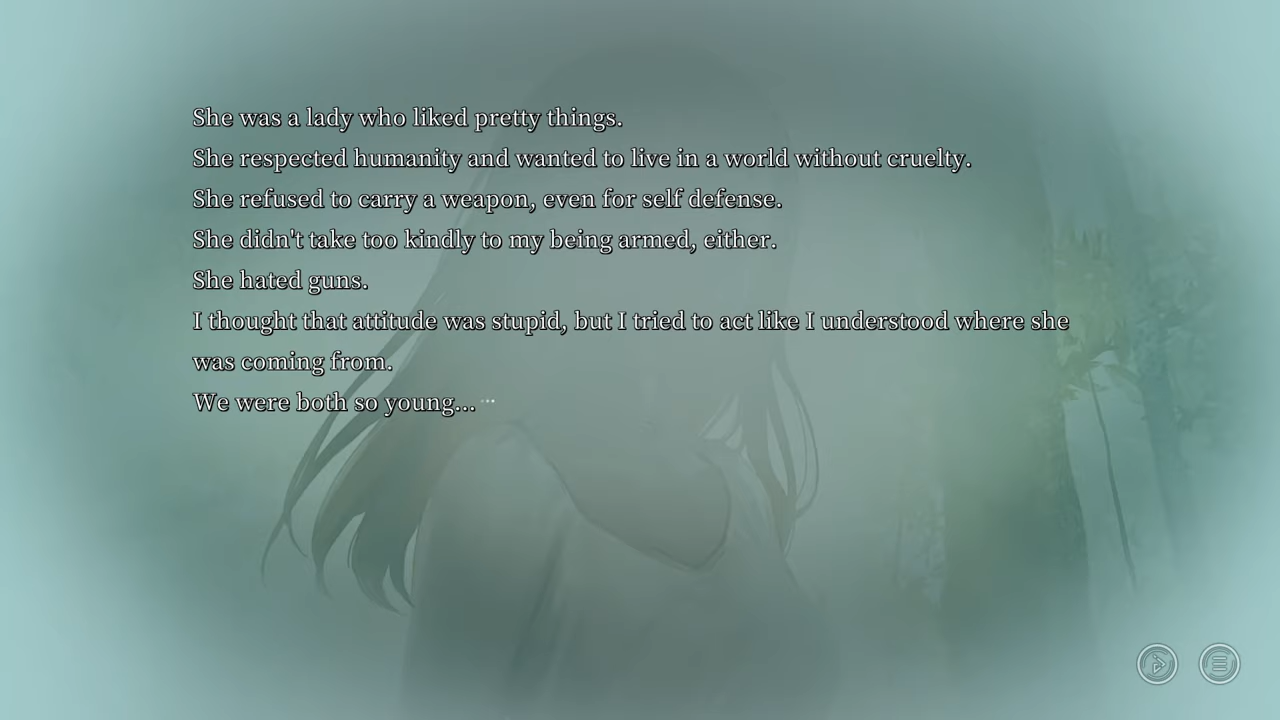 She was a lady who liked pretty things.
She respected humanity and wanted to live in a world without cruelty.
She refused to carry a weapon, even for self defense.
She didn't take too kindly to my being armed, either.
She hated guns.
I thought that attitude was stupid, but I tried to act like I understood where she
was coming from.
We were both so young...